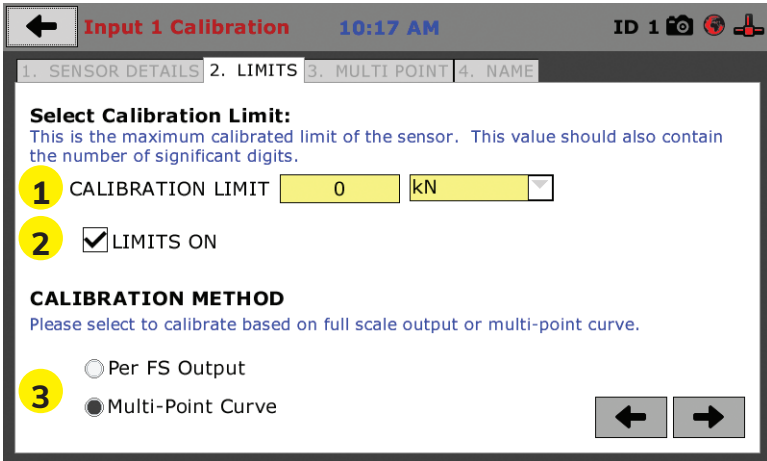 Input 1 Calibration 10:17 AM ID 1
1. SENSOR DETAILS 2. LIMITS 3. MULTI POINT 4. NAME
Select Calibration Limit:
This is the maximum calibrated limit of the sensor. This value should also contain
the number of significant digits.
1 CALIBRATION LIMIT 0 kN
2 LIMITS ON
CALIBRATION METHOD
Please select to calibrate based on full scale output or multi-point curve.
Per FS Output
3 Multi-Point Curve